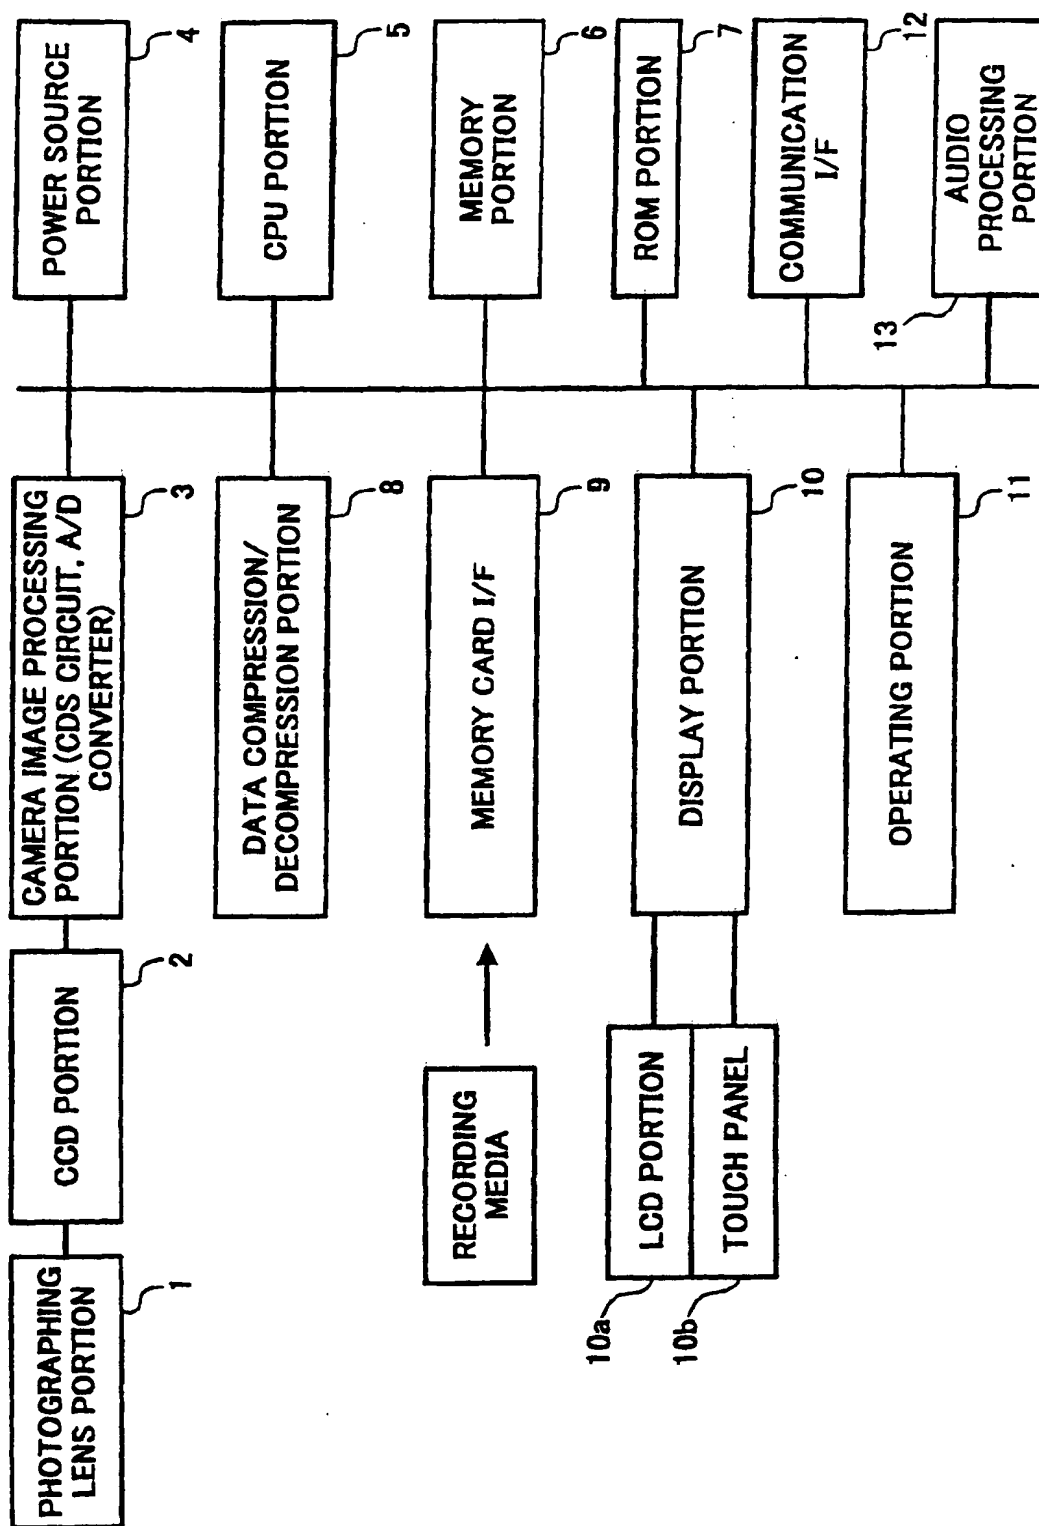 PHOTOGRAPHING
LENS PORTION
1
CCD PORTION
2
CAMERA IMAGE PROCESSING
PORTION (CDS CIRCUIT, A/D
CONVERTER)
3
POWER SOURCE
PORTION
4
DATA COMPRESSION/
DECOMPRESSION PORTION
8
CPU PORTION
5
RECORDING
MEDIA
MEMORY CARD I/F
9
MEMORY
PORTION
6
10a
LCD PORTION
10b
TOUCH PANEL
DISPLAY PORTION
10
ROM PORTION
7
COMMUNICATION
I/F
12
OPERATING PORTION
11
13
AUDIO
PROCESSING
PORTION